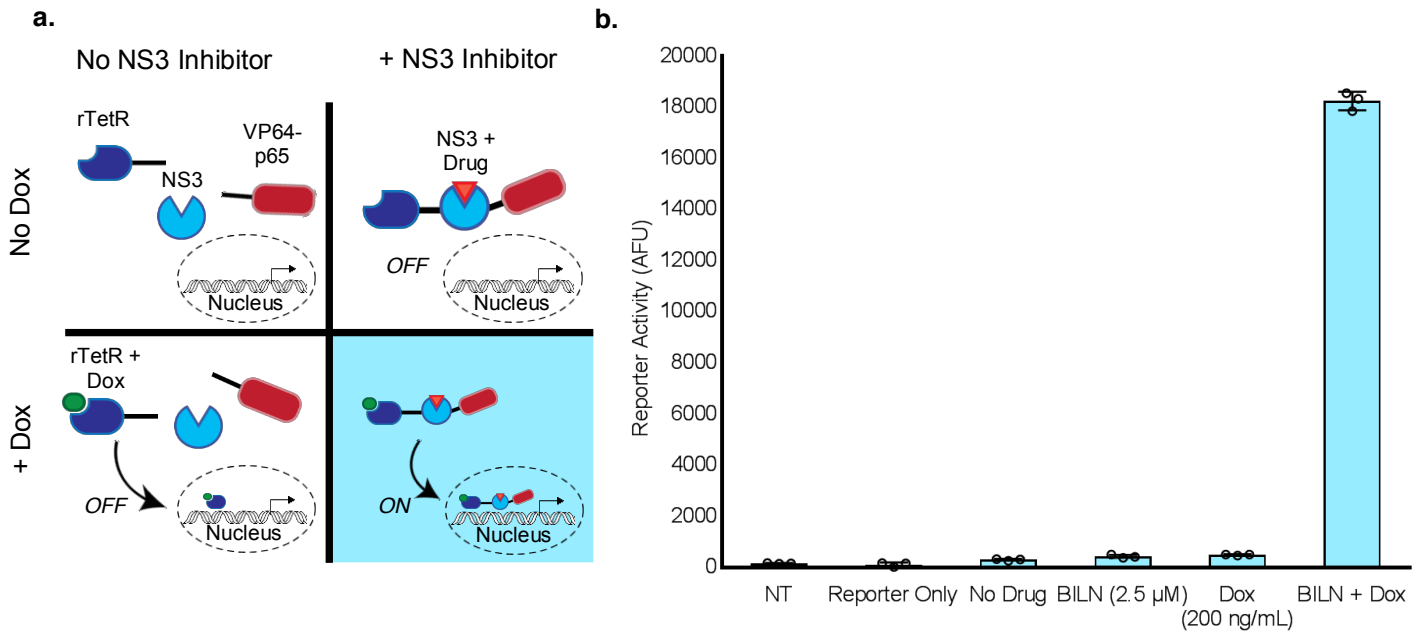 a.
No NS3 Inhibitor
+ NS3 Inhibitor
No Dox
rTetR
NS3
VP64-
p65
Nucleus
NS3 +
Drug
OFF
Nucleus
+ Dox
rTetR +
Dox
OFF
Nucleus
ON
Nucleus
b.
Reporter Activity (AFU)
20000
18000
16000
14000
12000
10000
8000
6000
4000
2000
0
NT
Reporter Only
No Drug
BILN (2.5 µM)
Dox
(200 ng/mL)
BILN + Dox